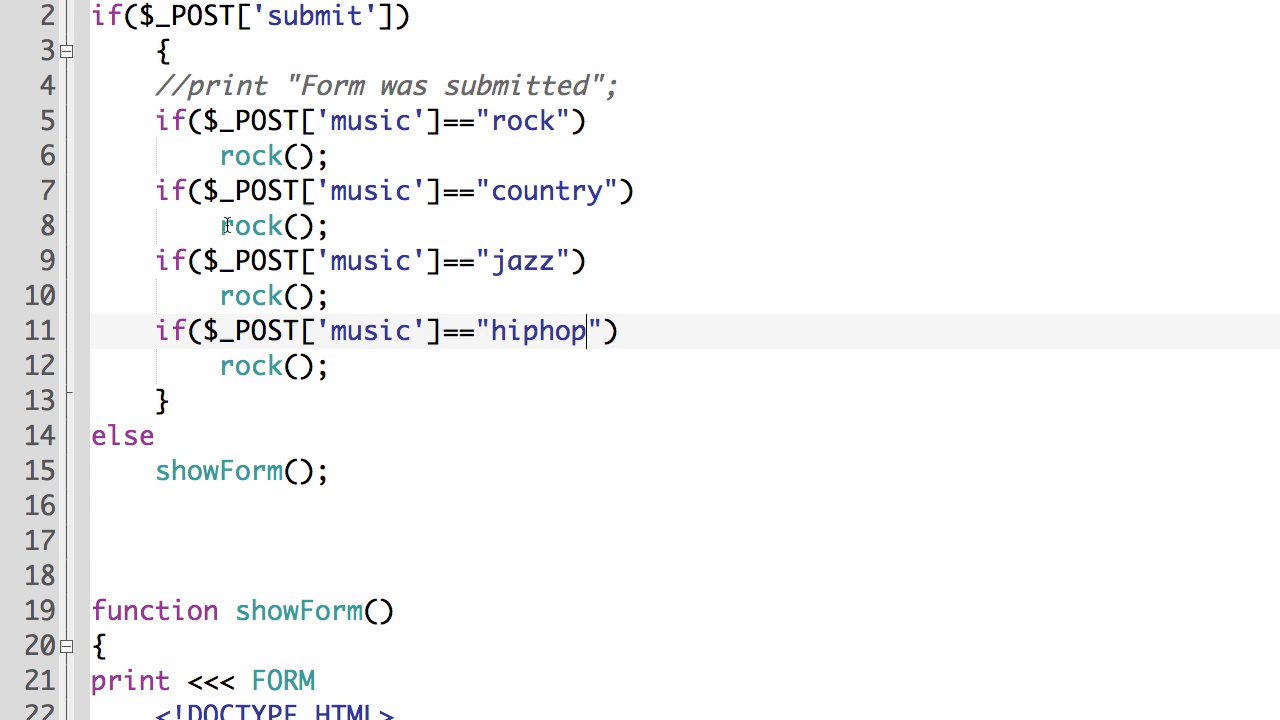 2 if($_POST['submit'])
3 {
4 //print "Form was submitted";
5 if($_POST['music']=="rock")
6 rock();
7 if($_POST['music']=="country")
8 rock();
9 if($_POST['music']=="jazz")
10 rock();
11 if($_POST['music']=="hiphop")
12 rock();
13 }
14 else
15 showForm();
16
17
18
19 function showForm()
20 {
21 print <<< FORM
22 <!DOCTYPE HTML>